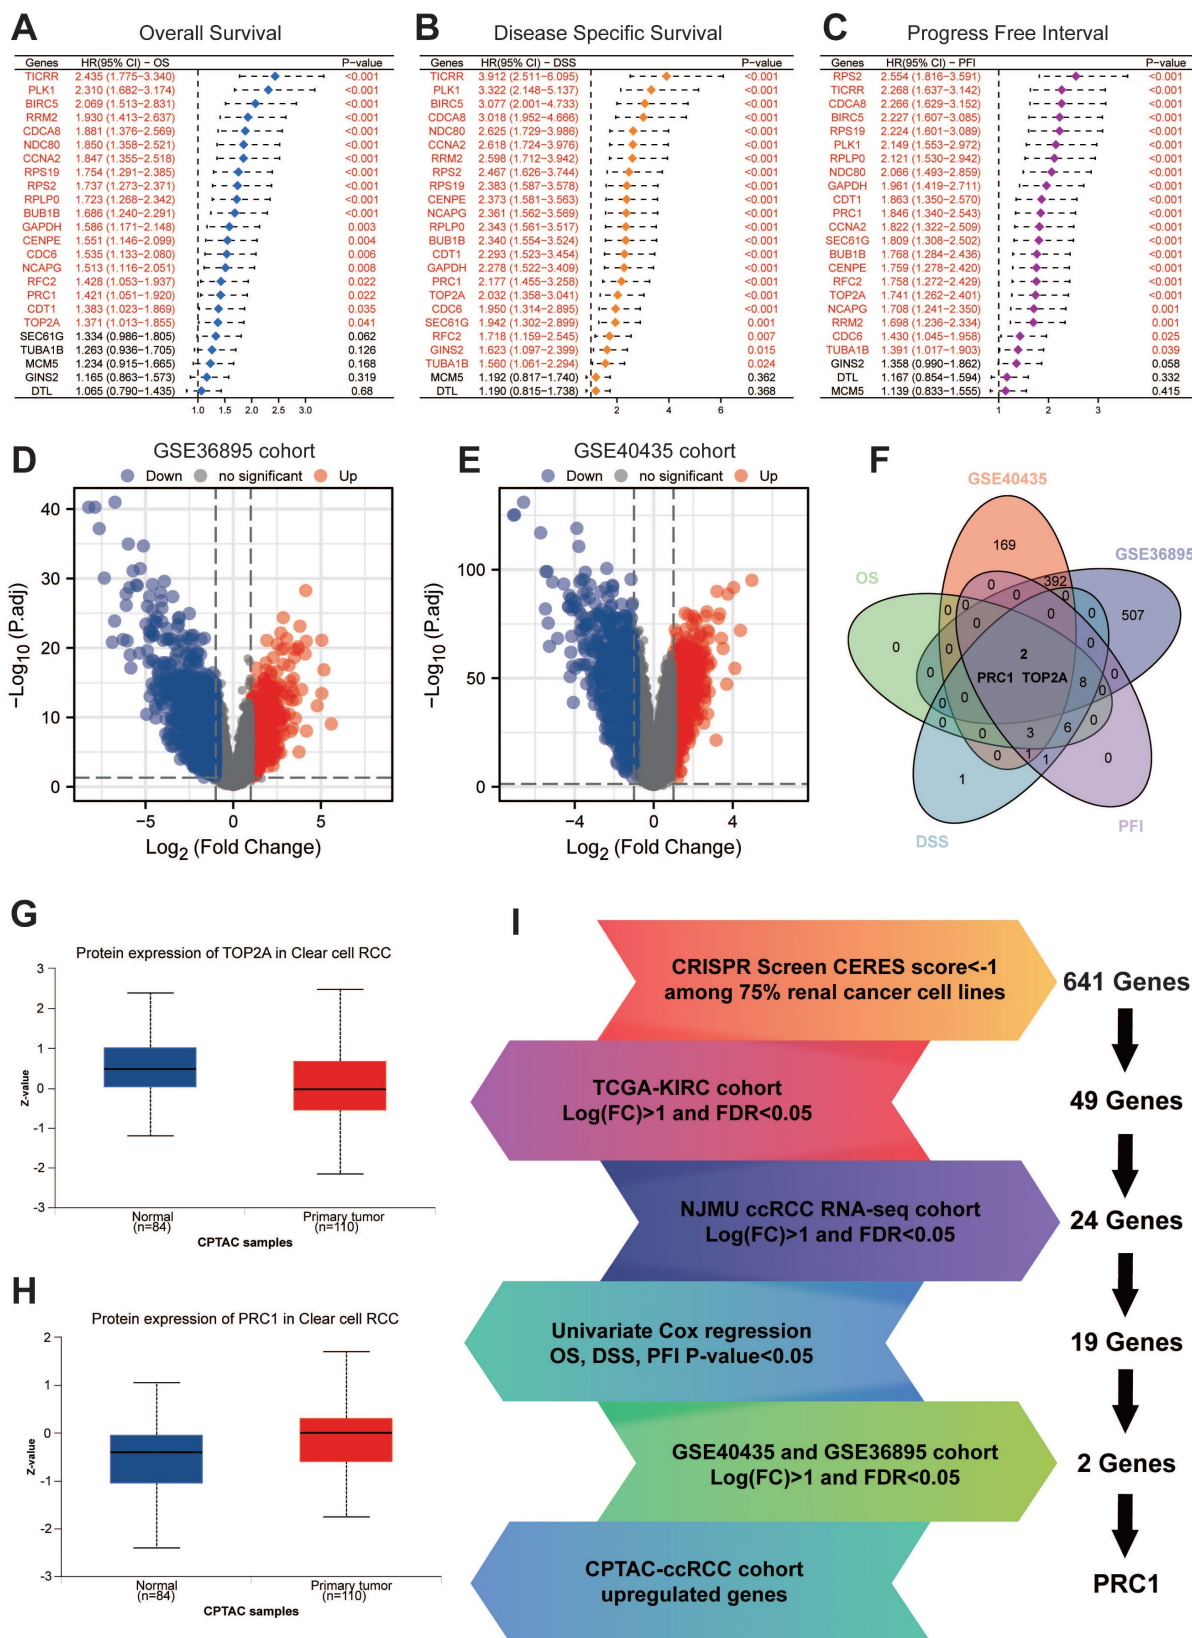 A
Overall Survival
Genes HR(95% CI) − OS P-value
TICRR 2.435 (1.775−3.340) <0.001
PLK1 2.310 (1.682−3.174) <0.001
BIRC5 2.069 (1.513−2.831) <0.001
RRM2 1.930 (1.413−2.637) <0.001
CDCA8 1.881 (1.376−2.569) <0.001
NDC80 1.850 (1.358−2.521) <0.001
CCNA2 1.847 (1.355−2.518) <0.001
RPS19 1.754 (1.291−2.385) <0.001
RPS2 1.737 (1.273−2.371) <0.001
RPLP0 1.723 (1.268−2.342) <0.001
BUB1B 1.686 (1.240−2.291) <0.001
GAPDH 1.586 (1.171−2.148) 0.003
CENPE 1.551 (1.146−2.099) 0.004
CDC6 1.535 (1.133−2.080) 0.006
NCAPG 1.513 (1.116−2.051) 0.008
RFC2 1.428 (1.053−1.937) 0.022
PRC1 1.421 (1.051−1.920) 0.022
CDT1 1.383 (1.023−1.869) 0.035
TOP2A 1.371 (1.013−1.855) 0.041
SEC61G 1.334 (0.986−1.805) 0.062
TUBA1B 1.263 (0.936−1.705) 0.126
MCM5 1.234 (0.915−1.665) 0.168
GINS2 1.165 (0.863−1.573) 0.319
DTL 1.065 (0.790−1.435) 0.68
1.0 1.5 2.0 2.5 3.0
B
Disease Specific Survival
Genes HR(95% CI) − DSS P-value
TICRR 3.912 (2.511−6.095) <0.001
PLK1 3.322 (2.148−5.137) <0.001
BIRC5 3.077 (2.001−4.733) <0.001
CDCA8 3.018 (1.952−4.666) <0.001
NDC80 2.625 (1.729−3.986) <0.001
CCNA2 2.618 (1.724−3.976) <0.001
RRM2 2.598 (1.712−3.942) <0.001
RPS2 2.467 (1.626−3.744) <0.001
RPS19 2.383 (1.587−3.578) <0.001
CENPE 2.373 (1.581−3.563) <0.001
NCAPG 2.361 (1.562−3.569) <0.001
RPLP0 2.343 (1.561−3.517) <0.001
BUB1B 2.340 (1.554−3.524) <0.001
CDT1 2.293 (1.523−3.454) <0.001
GAPDH 2.278 (1.522−3.409) <0.001
PRC1 2.177 (1.455−3.258) <0.001
TOP2A 2.032 (1.358−3.041) <0.001
CDC6 1.950 (1.314−2.895) <0.001
SEC61G 1.942 (1.302−2.899) 0.001
RFC2 1.718 (1.159−2.545) 0.007
GINS2 1.623 (1.097−2.399) 0.015
TUBA1B 1.560 (1.061−2.294) 0.024
MCM5 1.192 (0.817−1.740) 0.362
DTL 1.190 (0.815−1.738) 0.368
2 4 6
C
Progress Free Interval
Genes HR(95% CI) − PFI P-value
RPS2 2.554 (1.816−3.591) <0.001
TICRR 2.268 (1.637−3.142) <0.001
CDCA8 2.266 (1.629−3.152) <0.001
BIRC5 2.227 (1.607−3.085) <0.001
RPS19 2.224 (1.601−3.089) <0.001
PLK1 2.149 (1.553−2.972) <0.001
RPLP0 2.121 (1.530−2.942) <0.001
NDC80 2.066 (1.493−2.859) <0.001
GAPDH 1.961 (1.419−2.711) <0.001
CDT1 1.863 (1.350−2.570) <0.001
PRC1 1.846 (1.340−2.543) <0.001
CCNA2 1.822 (1.322−2.509) <0.001
SEC61G 1.809 (1.308−2.502) <0.001
BUB1B 1.768 (1.284−2.436) <0.001
CENPE 1.759 (1.278−2.420) <0.001
RFC2 1.758 (1.272−2.429) <0.001
TOP2A 1.741 (1.262−2.401) <0.001
NCAPG 1.708 (1.241−2.350) 0.001
RRM2 1.698 (1.236−2.334) 0.001
CDC6 1.430 (1.045−1.958) 0.025
TUBA1B 1.391 (1.017−1.903) 0.039
GINS2 1.358 (0.990−1.862) 0.058
DTL 1.167 (0.854−1.594) 0.332
MCM5 1.139 (0.833−1.555) 0.415
1 2 3
D
GSE36895 cohort
Down no significant Up
−Log10 (P.adj)
40
30
20
10
0
−5 0 5
Log2 (Fold Change)
E
GSE40435 cohort
Down no significant Up
−Log10 (P.adj)
100
50
0
−4 0 4
Log2 (Fold Change)
F
GSE40435
GSE36895
OS
DSS
PFI
169
392
0 0 0
0 0 0 0
507
0 0
0 0 0
2
PRC1 TOP2A
0 8 0 0
0 0
0 0 3 6 0
0 1 1 0
1
G
Protein expression of TOP2A in Clear cell RCC
Z-value
3
2
1
0
-1
-2
-3
Normal
(n=84)
Primary tumor
(n=110)
CPTAC samples
H
Protein expression of PRC1 in Clear cell RCC
Z-value
2
1
0
-1
-2
-3
Normal
(n=84)
Primary tumor
(n=110)
CPTAC samples
I
CRISPR Screen CERES score<-1
among 75% renal cancer cell lines
641 Genes
TCGA-KIRC cohort
Log(FC)>1 and FDR<0.05
49 Genes
NJMU ccRCC RNA-seq cohort
Log(FC)>1 and FDR<0.05
24 Genes
Univariate Cox regression
OS, DSS, PFI P-value<0.05
19 Genes
GSE40435 and GSE36895 cohort
Log(FC)>1 and FDR<0.05
2 Genes
CPTAC-ccRCC cohort
upregulated genes
PRC1